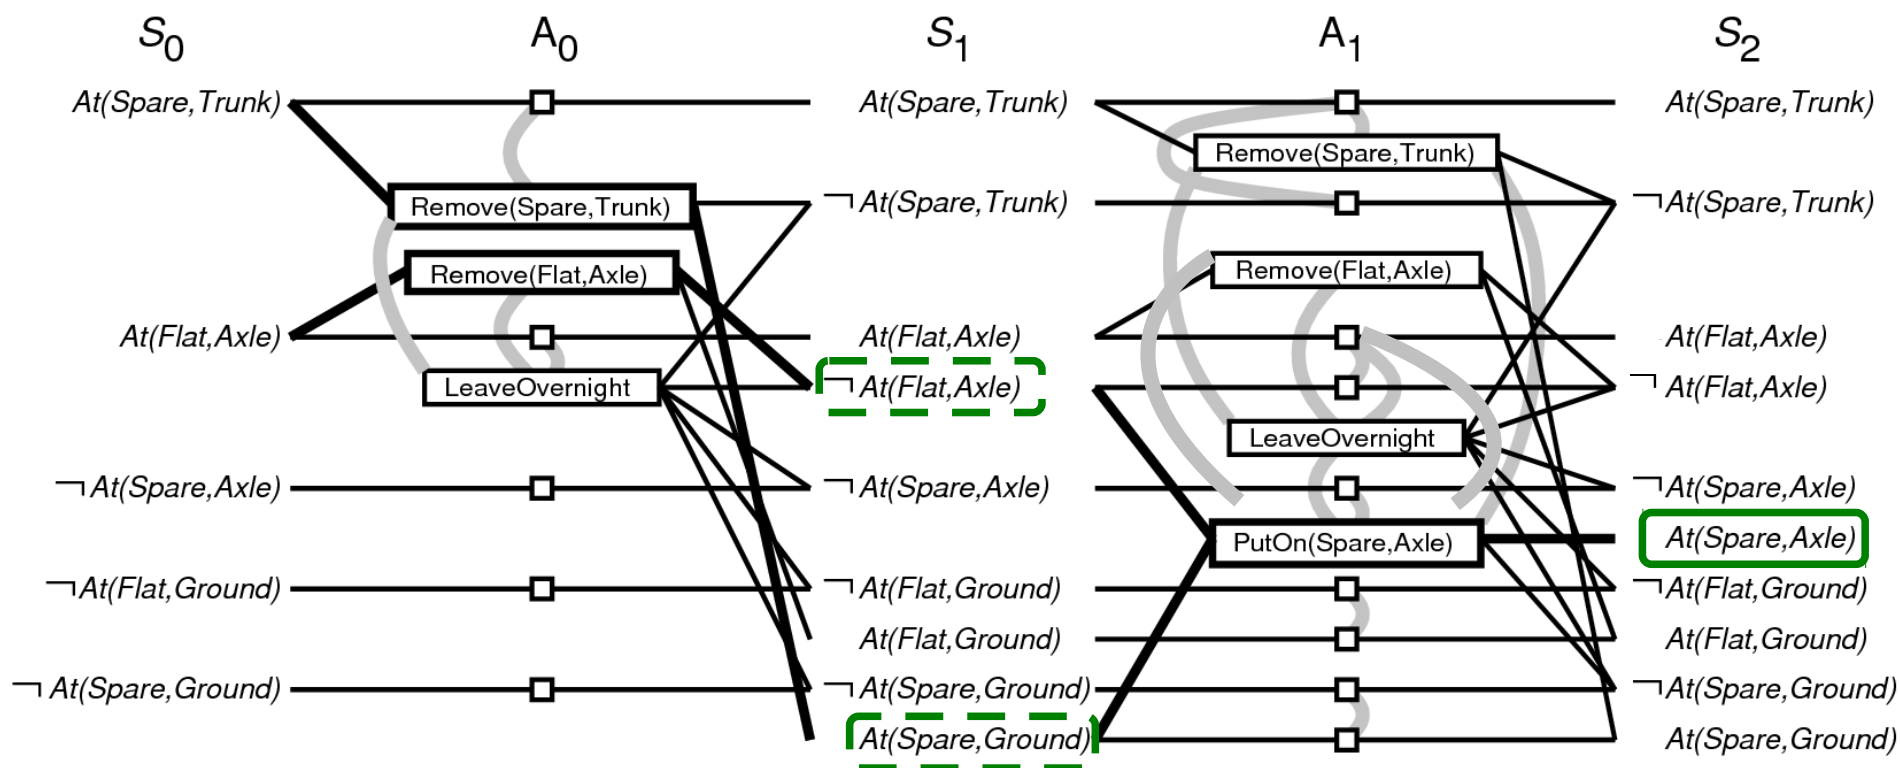 S0 A0 S1 A1 S2
At(Spare,Trunk) At(Spare,Trunk) At(Spare,Trunk)
Remove(Spare,Trunk)
Remove(Spare,Trunk) ¬At(Spare,Trunk) ¬At(Spare,Trunk)
Remove(Flat,Axle) Remove(Flat,Axle)
At(Flat,Axle) At(Flat,Axle) At(Flat,Axle)
LeaveOvernight ¬At(Flat,Axle) ¬At(Flat,Axle)
LeaveOvernight
¬At(Spare,Axle) ¬At(Spare,Axle) ¬At(Spare,Axle)
PutOn(Spare,Axle) At(Spare,Axle)
¬At(Flat,Ground) ¬At(Flat,Ground) ¬At(Flat,Ground)
At(Flat,Ground) At(Flat,Ground)
¬At(Spare,Ground) ¬At(Spare,Ground) ¬At(Spare,Ground)
At(Spare,Ground) At(Spare,Ground)